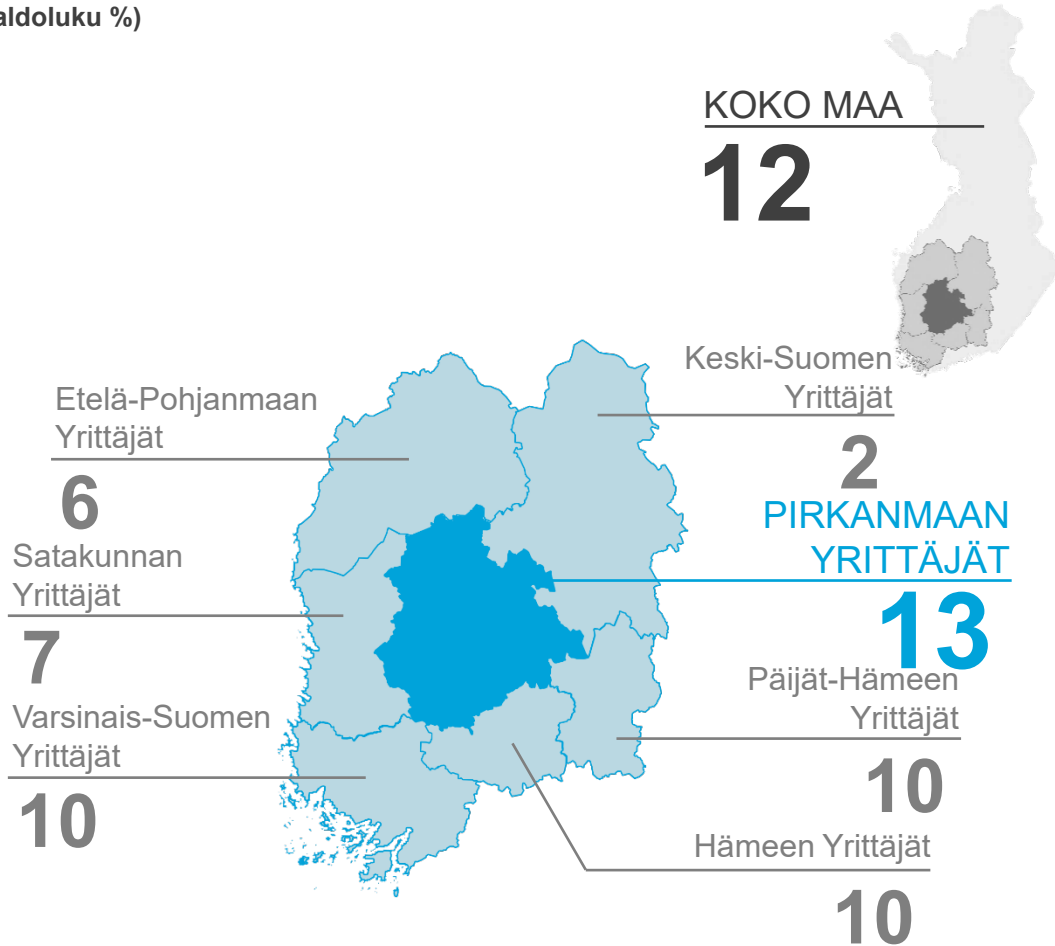 aldoluku %)
KOKO MAA
12
Keski-Suomen
Yrittäjät
2
Etelä-Pohjanmaan
Yrittäjät
6
PIRKANMAAN
YRITTÄJÄT
13
Satakunnan
Yrittäjät
7
Päijät-Hämeen
Yrittäjät
10
Varsinais-Suomen
Yrittäjät
10
Hämeen Yrittäjät
10